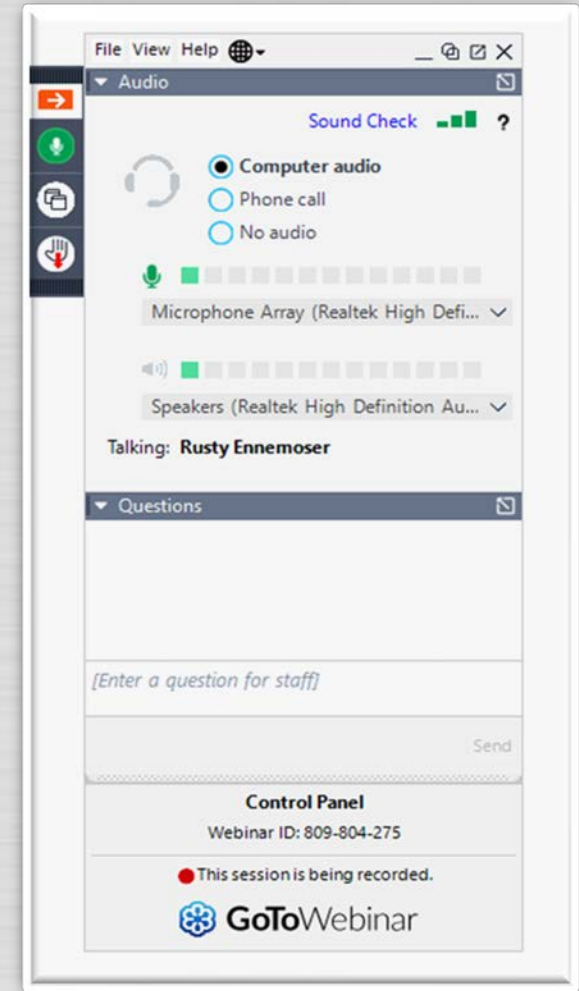 File View Help
Audio
Sound Check ?
Computer audio
Phone call
No audio
Microphone Array (Realtek High Defi...
Speakers (Realtek High Definition Au...
Talking: Rusty Ennemoser
Questions
[Enter a question for staff]
Send
Control Panel
Webinar ID: 809-804-275
This session is being recorded.
GoToWebinar